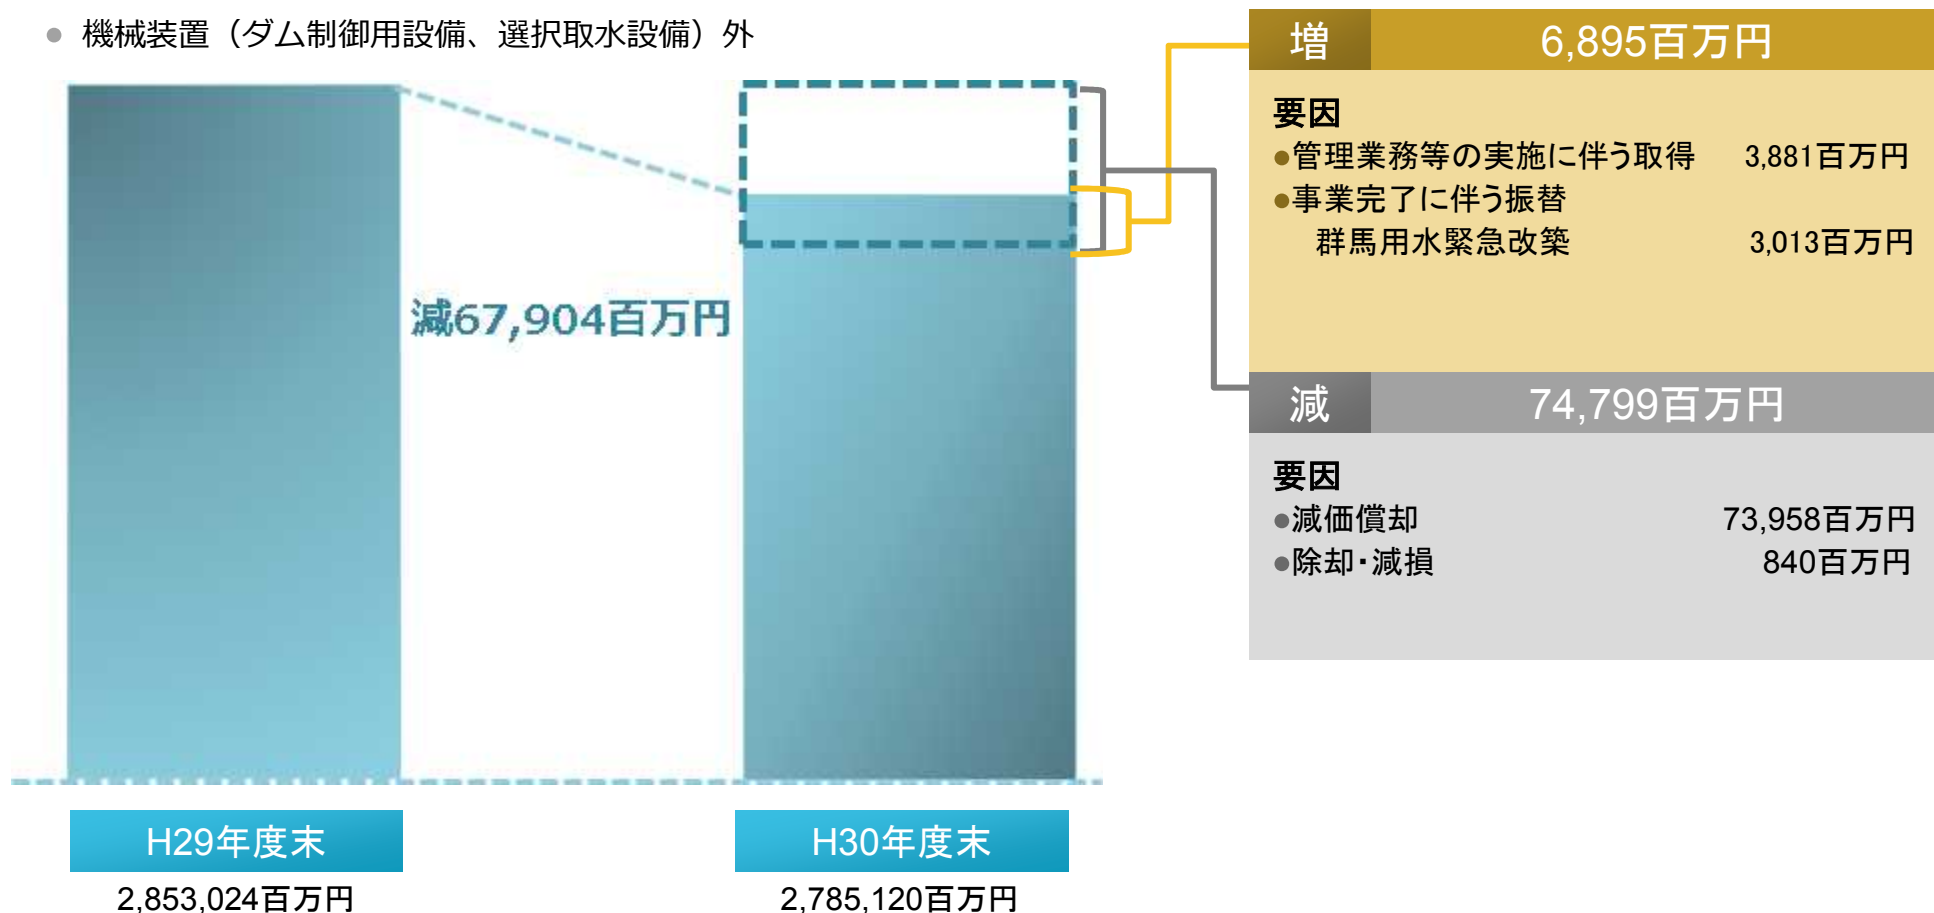 ● 機械装置（ダム制御用設備、選択取水設備）外
減67,904百万円
H29年度末
2,853,024百万円
H30年度末
2,785,120百万円
増 6,895百万円
要因
●管理業務等の実施に伴う取得 3,881百万円
●事業完了に伴う振替
群馬用水緊急改築 3,013百万円
減 74,799百万円
要因
●減価償却 73,958百万円
●除却・減損 840百万円